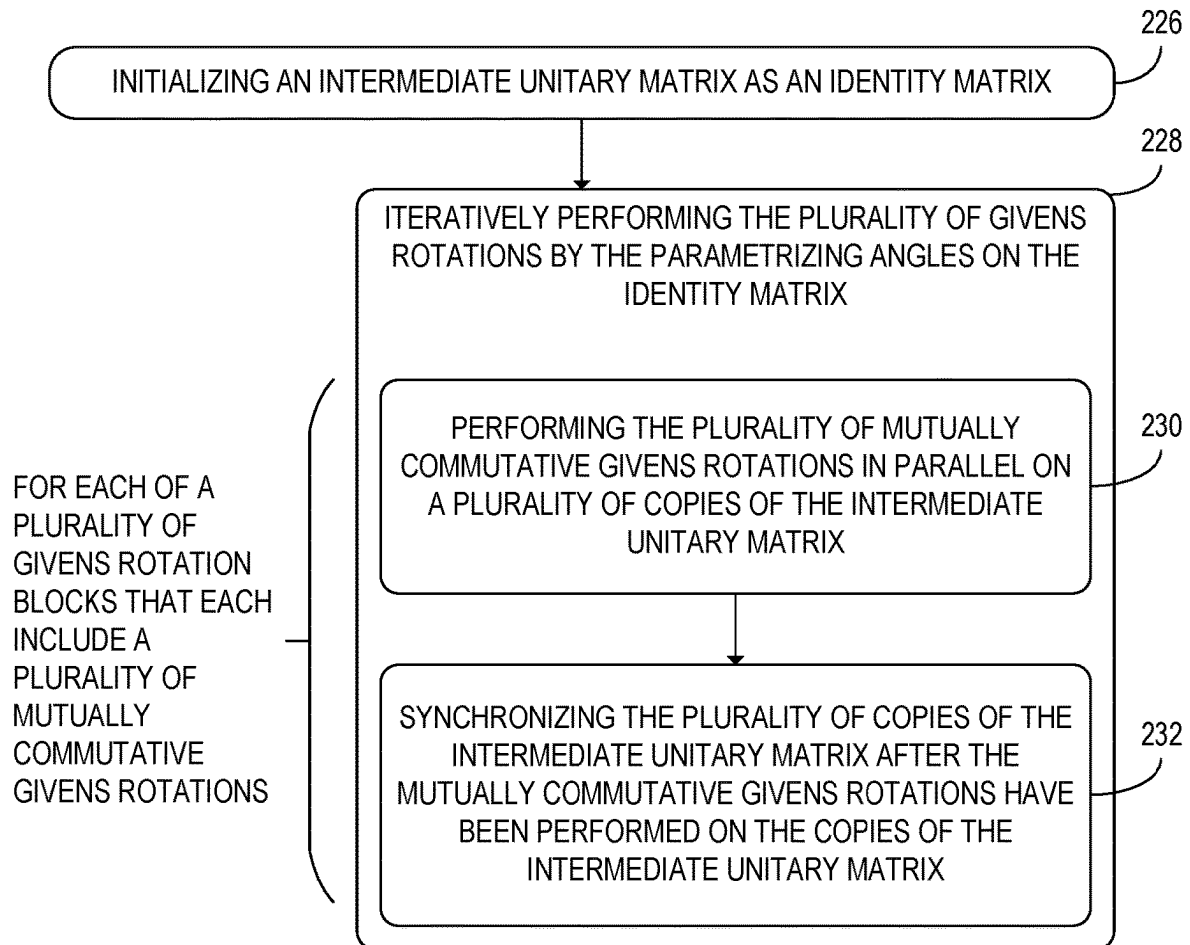 226
INITIALIZING AN INTERMEDIATE UNITARY MATRIX AS AN IDENTITY MATRIX
228
ITERATIVELY PERFORMING THE PLURALITY OF GIVENS
ROTATIONS BY THE PARAMETRIZING ANGLES ON THE
IDENTITY MATRIX
FOR EACH OF A
PLURALITY OF
GIVENS ROTATION
BLOCKS THAT EACH
INCLUDE A
PLURALITY OF
MUTUALLY
COMMUTATIVE
GIVENS ROTATIONS
230
PERFORMING THE PLURALITY OF MUTUALLY
COMMUTATIVE GIVENS ROTATIONS IN PARALLEL ON
A PLURALITY OF COPIES OF THE INTERMEDIATE
UNITARY MATRIX
232
SYNCHRONIZING THE PLURALITY OF COPIES OF THE
INTERMEDIATE UNITARY MATRIX AFTER THE
MUTUALLY COMMUTATIVE GIVENS ROTATIONS HAVE
BEEN PERFORMED ON THE COPIES OF THE
INTERMEDIATE UNITARY MATRIX